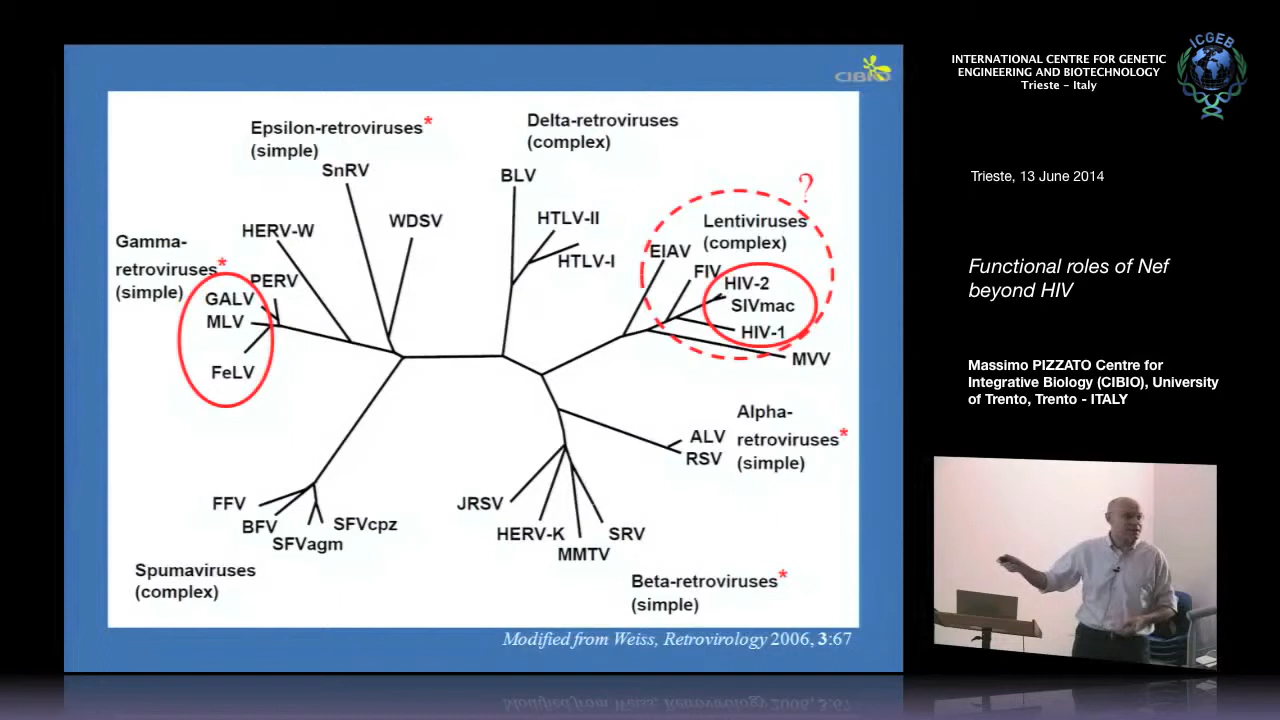 CIBIO
Epsilon-retroviruses*
(simple)
SnRV
Delta-retroviruses
(complex)
BLV
HERV-W
WDSV
HTLV-II
HTLV-I
Gamma-
retroviruses*
(simple)
PERV
GALV
MLV
FeLV
?
Lentiviruses
(complex)
EIAV
FIV
HIV-2
SIVmac
HIV-1
MVV
Alpha-
retroviruses*
(simple)
ALV
RSV
FFV
BFV
SFVcpz
SFVagm
JRSV
HERV-K
SRV
MMTV
Spumaviruses
(complex)
Beta-retroviruses*
(simple)
Modified from Weiss, Retrovirology 2006, 3:67
INTERNATIONAL CENTRE FOR GENETIC
ENGINEERING AND BIOTECHNOLOGY
Trieste – Italy
ICGEB
Trieste, 13 June 2014
Functional roles of Nef
beyond HIV
Massimo PIZZATO Centre for
Integrative Biology (CIBIO), University
of Trento, Trento - ITALY